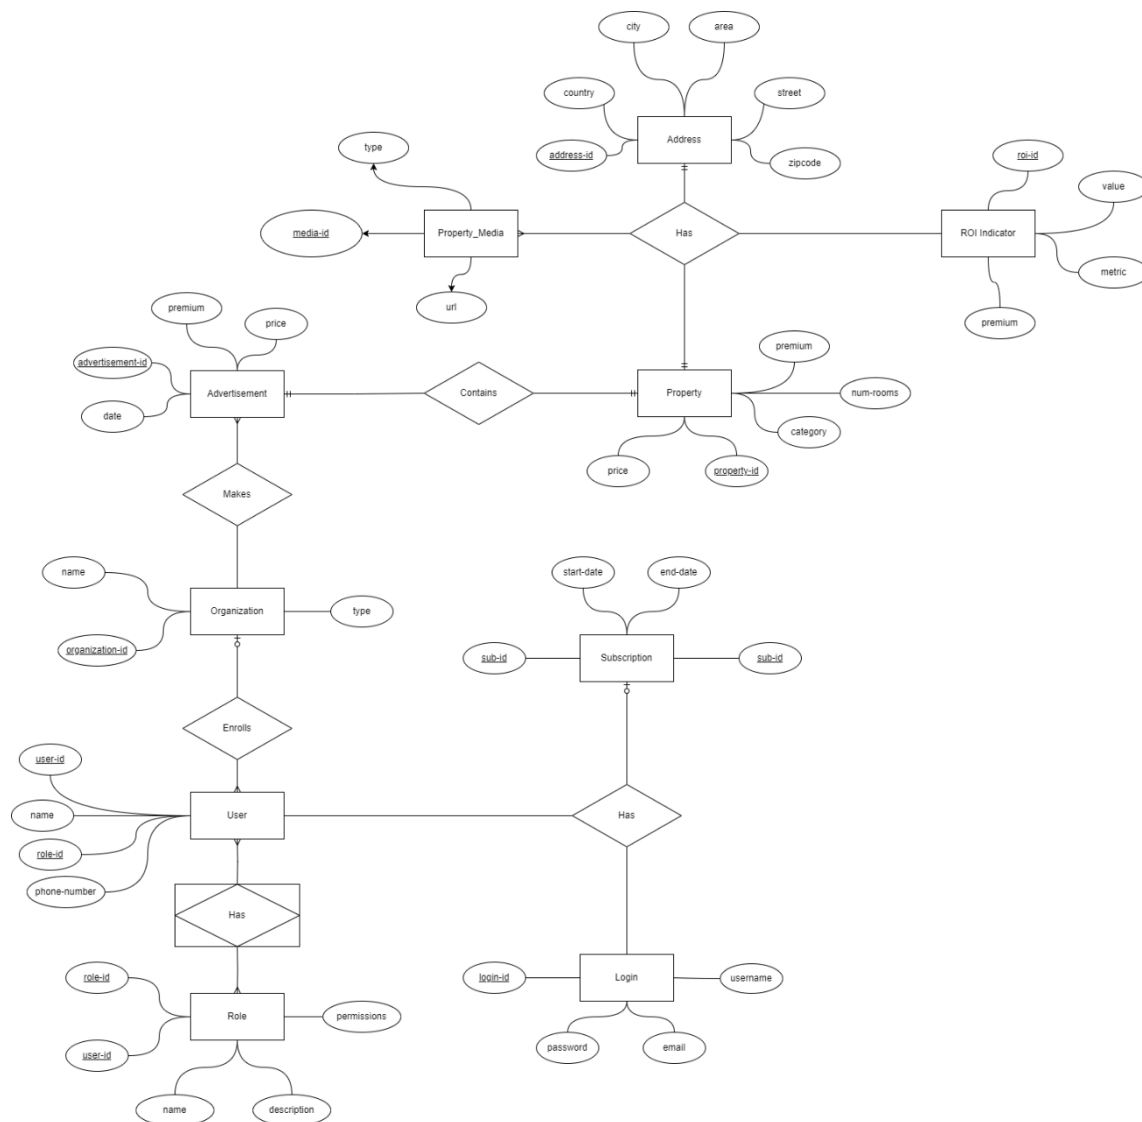 city
area
country
street
address-id
Address
zipcode
type
roi-id
value
media-id
Property_Media
Has
ROI Indicator
metric
url
premium
premium
price
advertisement-id
Advertisement
date
Contains
premium
Property
num-rooms
category
price
property-id
Makes
name
Organization
type
organization-id
start-date
end-date
sub-id
Subscription
sub-id
Enrolls
user-id
name
User
role-id
phone-number
Has
Has
role-id
Role
permissions
user-id
name
description
login-id
Login
username
password
email